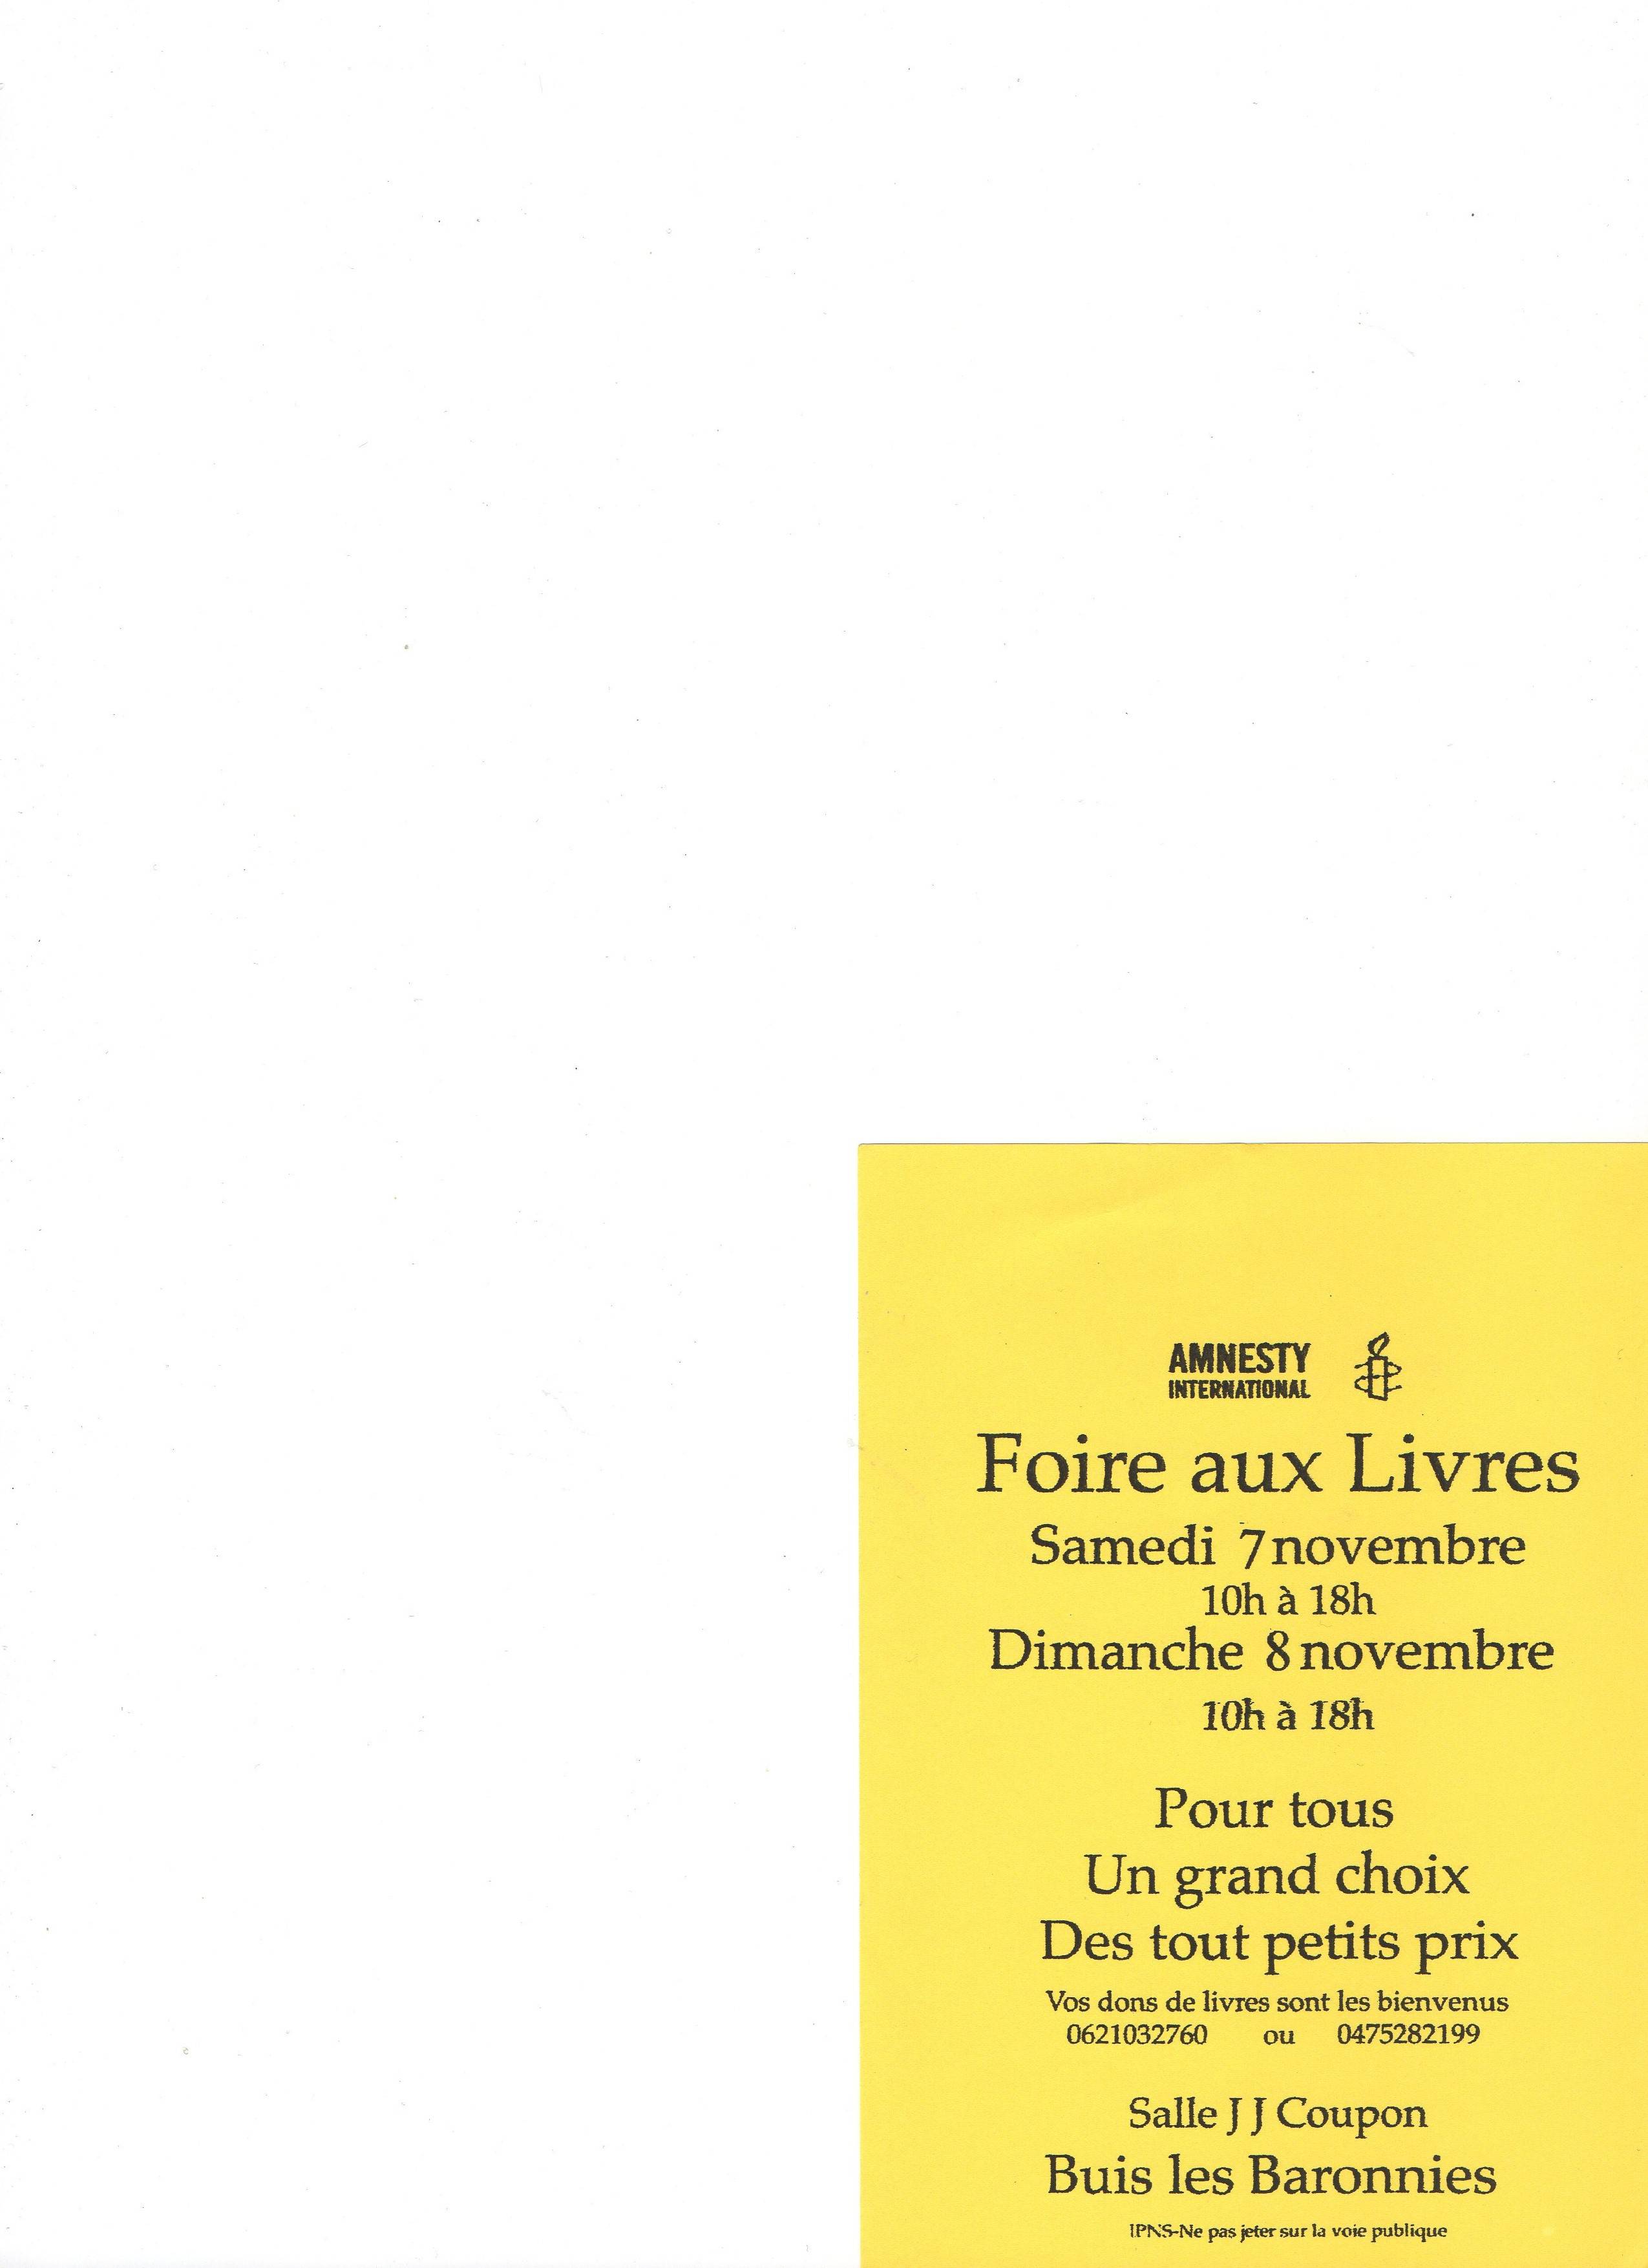 AMNESTY
INTERNATIONAL
Foire aux Livres
Samedi 7 novembre
10h à 18h
Dimanche 8 novembre
10h à 18h
Pour tous
Un grand choix
Des tout petits prix
Vos dons de livres sont les bienvenus
0621032760 ou 0475282199
Salle J J Coupon
Buis les Baronnies
IPNS-Ne pas jeter sur la voie publique